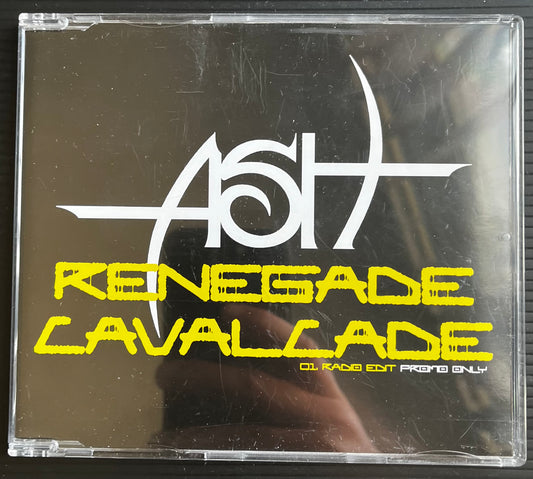 ASH
RENEGADE
CAVALCADE
01. RADIO EDIT PROMO ONLY